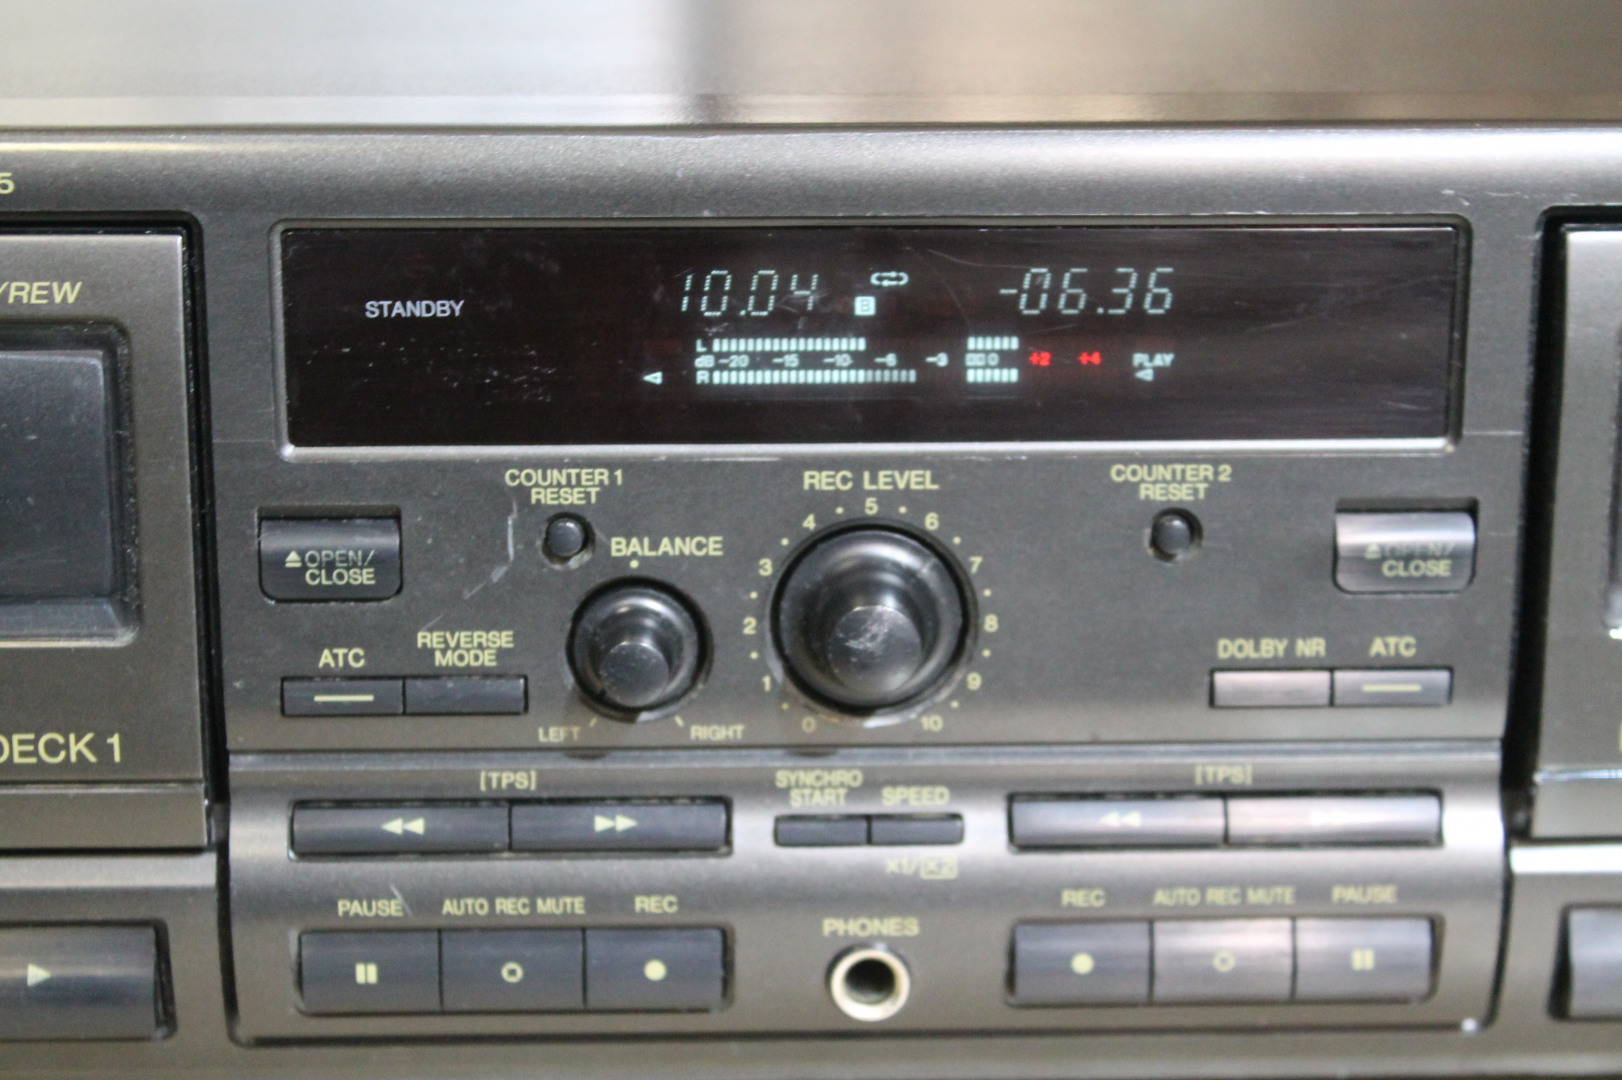 5
/REW
STANDBY
10.04
B
-06.36
L
dB -20 -15 -10 -6 -3 0 +2 +4 PLAY
R
COUNTER 1
RESET
REC LEVEL
COUNTER 2
RESET
OPEN/
CLOSE
BALANCE
0 1 2 3 4 5 6 7 8 9 10
OPEN/
CLOSE
ATC
REVERSE
MODE
LEFT
RIGHT
DOLBY NR
ATC
DECK 1
[TPS]
SYNCHRO
START
SPEED
X1/X2
[TPS]
PAUSE
AUTO REC MUTE
REC
PHONES
REC
AUTO REC MUTE
PAUSE